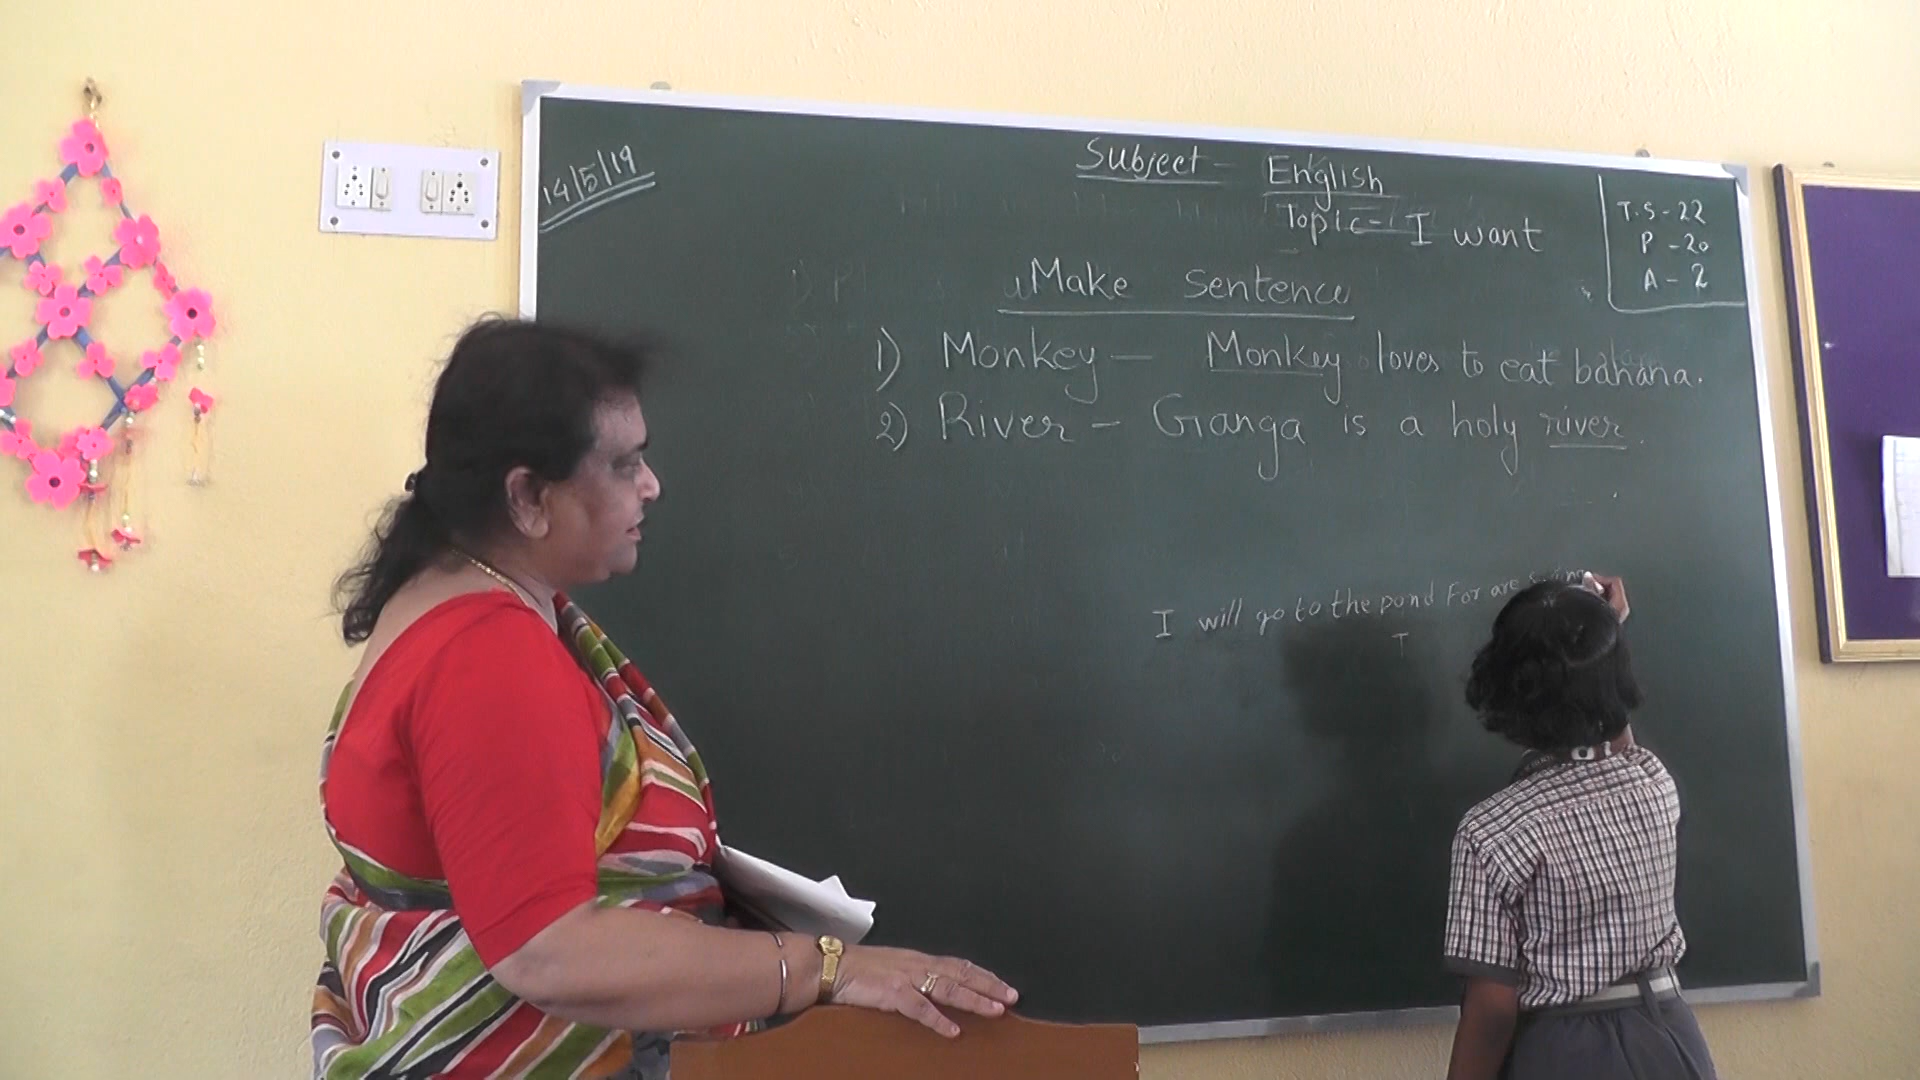 14/5/19
Subject - English
Topic - I want
T.S - 22
P - 20
A - 2
Make Sentence
1) Monkey - Monkey loves to eat banana.
2) River - Ganga is a holy river.
I will go to the pond For are
T